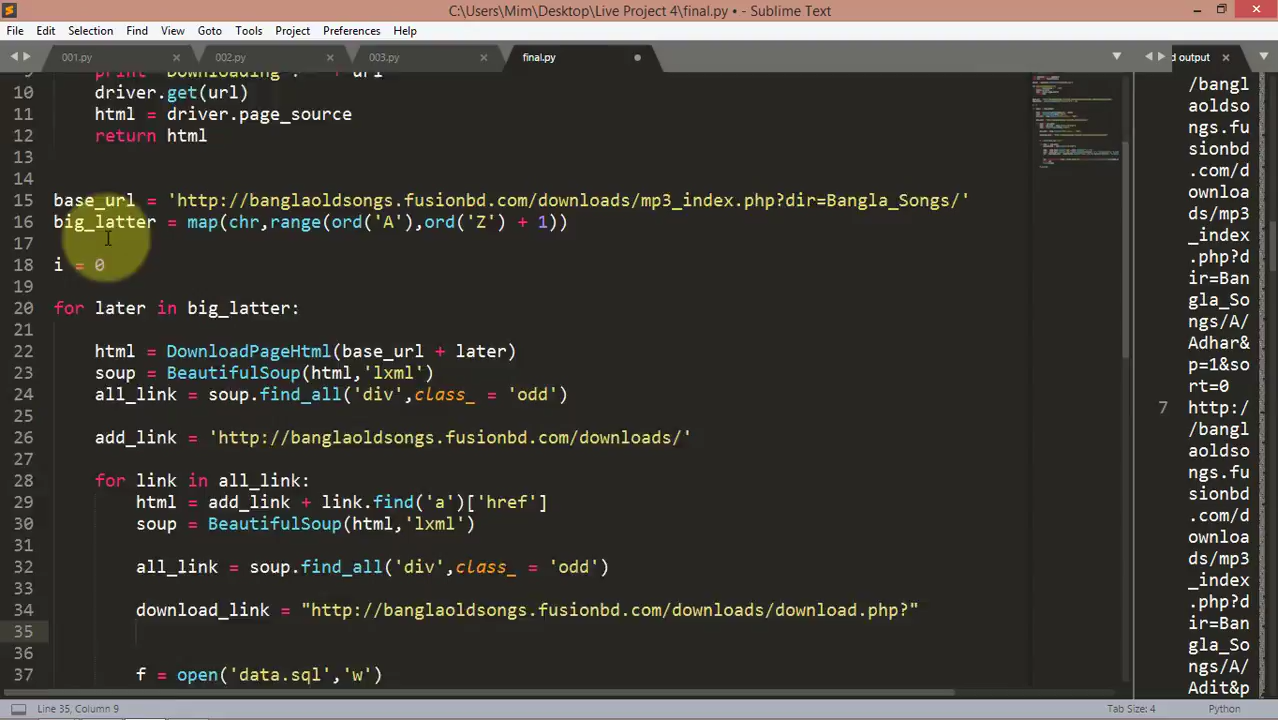 C:\Users\Mim\Desktop\Live Project 4\final.py • - Sublime Text
File Edit Selection Find View Goto Tools Project Preferences Help
001.py × 002.py × 003.py × final.py d output ×
10 driver.get(url)
11 html = driver.page_source
12 return html
13
14
15 base_url = 'http://banglaoldsongs.fusionbd.com/downloads/mp3_index.php?dir=Bangla_Songs/'
16 big_latter = map(chr,range(ord('A'),ord('Z') + 1))
17
18 i = 0
19
20 for later in big_latter:
21
22 html = DownloadPageHtml(base_url + later)
23 soup = BeautifulSoup(html,'lxml')
24 all_link = soup.find_all('div',class_ = 'odd')
25
26 add_link = 'http://banglaoldsongs.fusionbd.com/downloads/'
27
28 for link in all_link:
29 html = add_link + link.find('a')['href']
30 soup = BeautifulSoup(html,'lxml')
31
32 all_link = soup.find_all('div',class_ = 'odd')
33
34 download_link = "http://banglaoldsongs.fusionbd.com/downloads/download.php?"
35
36
37 f = open('data.sql','w')
/bangl
aoldso
ngs.fu
sionbd
.com/d
ownloa
ds/mp3
_index
.php?d
ir=Ban
gla_So
ngs/A/
Adhar&
p=1&so
rt=0
7 http:/
/bangl
aoldso
ngs.fu
sionbd
.com/d
ownloa
ds/mp3
_index
.php?d
ir=Ban
gla_So
ngs/A/
Adit&p
Line 35, Column 9 Tab Size: 4 Python